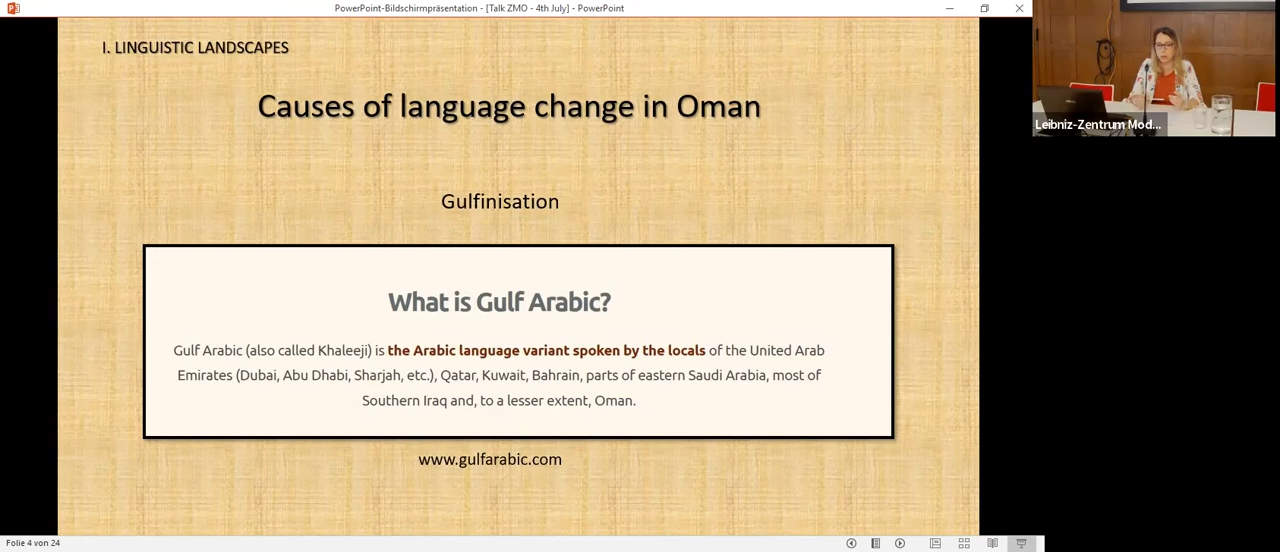 PowerPoint-Bildschirmpräsentation - [Talk ZMO - 4th July] - PowerPoint
I. LINGUISTIC LANDSCAPES
Causes of language change in Oman
Leibniz-Zentrum Mod...
Gulfinisation
What is Gulf Arabic?
Gulf Arabic (also called Khaleeji) is the Arabic language variant spoken by the locals of the United Arab
Emirates (Dubai, Abu Dhabi, Sharjah, etc.), Qatar, Kuwait, Bahrain, parts of eastern Saudi Arabia, most of
Southern Iraq and, to a lesser extent, Oman.
www.gulfarabic.com
Folie 4 von 24